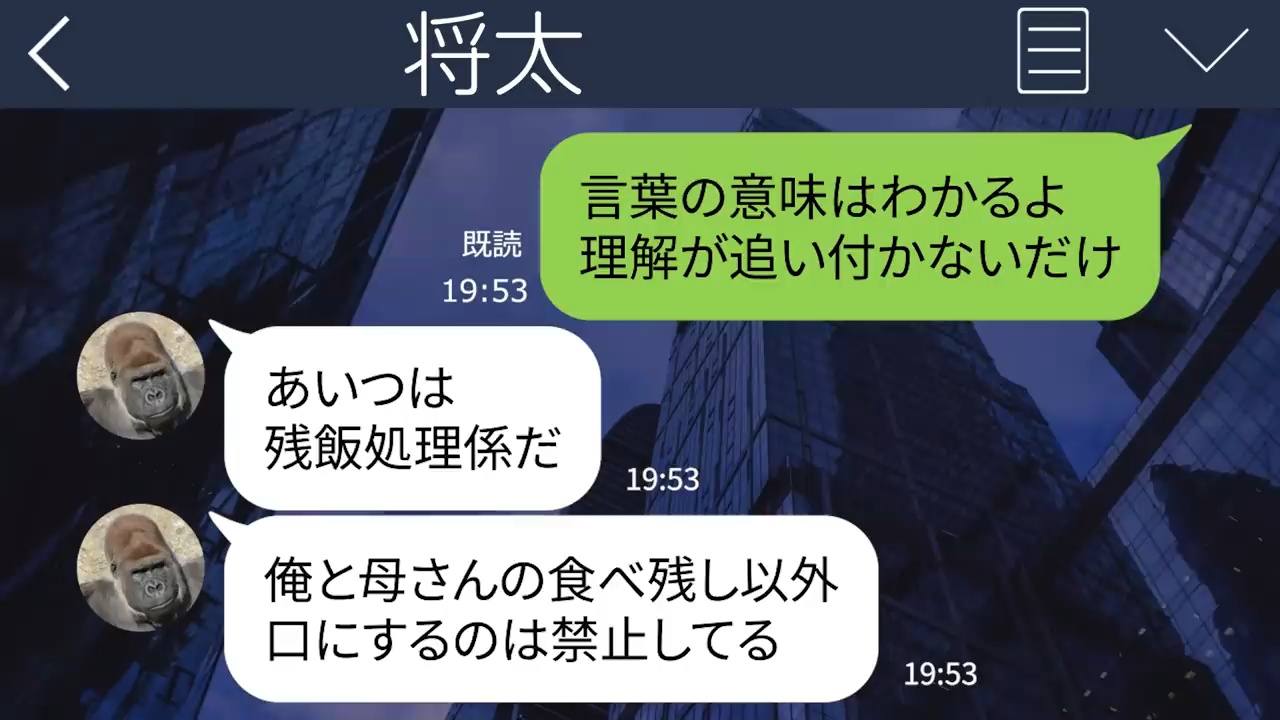 将太
言葉の意味はわかるよ
理解が追い付かないだけ
既読
19:53
あいつは
残飯処理係だ
19:53
俺と母さんの食べ残し以外
口にするのは禁止してる
19:53